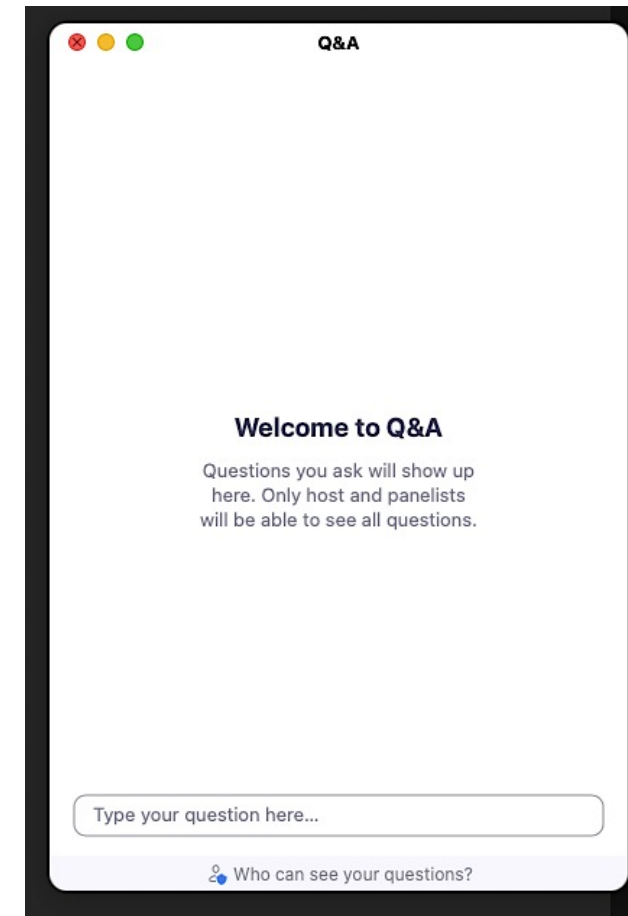 Q&A
Welcome to Q&A
Questions you ask will show up
here. Only host and panelists
will be able to see all questions.
Type your question here...
Who can see your questions?